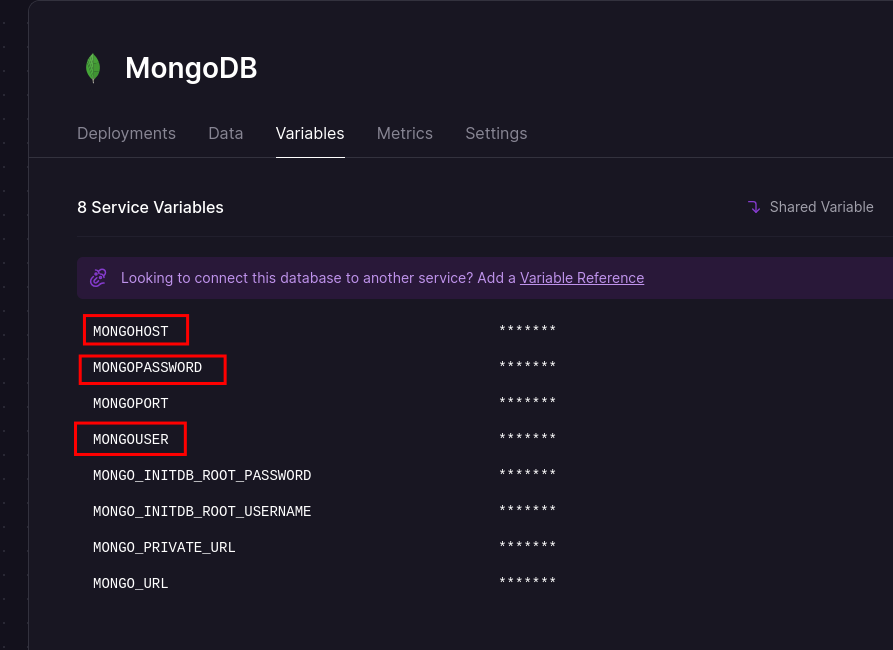 MongoDB
Deployments Data Variables Metrics Settings
8 Service Variables Shared Variable
Looking to connect this database to another service? Add a Variable Reference
MONGOHOST *******
MONGOPASSWORD *******
MONGOPORT *******
MONGOUSER *******
MONGO_INITDB_ROOT_PASSWORD *******
MONGO_INITDB_ROOT_USERNAME *******
MONGO_PRIVATE_URL *******
MONGO_URL *******